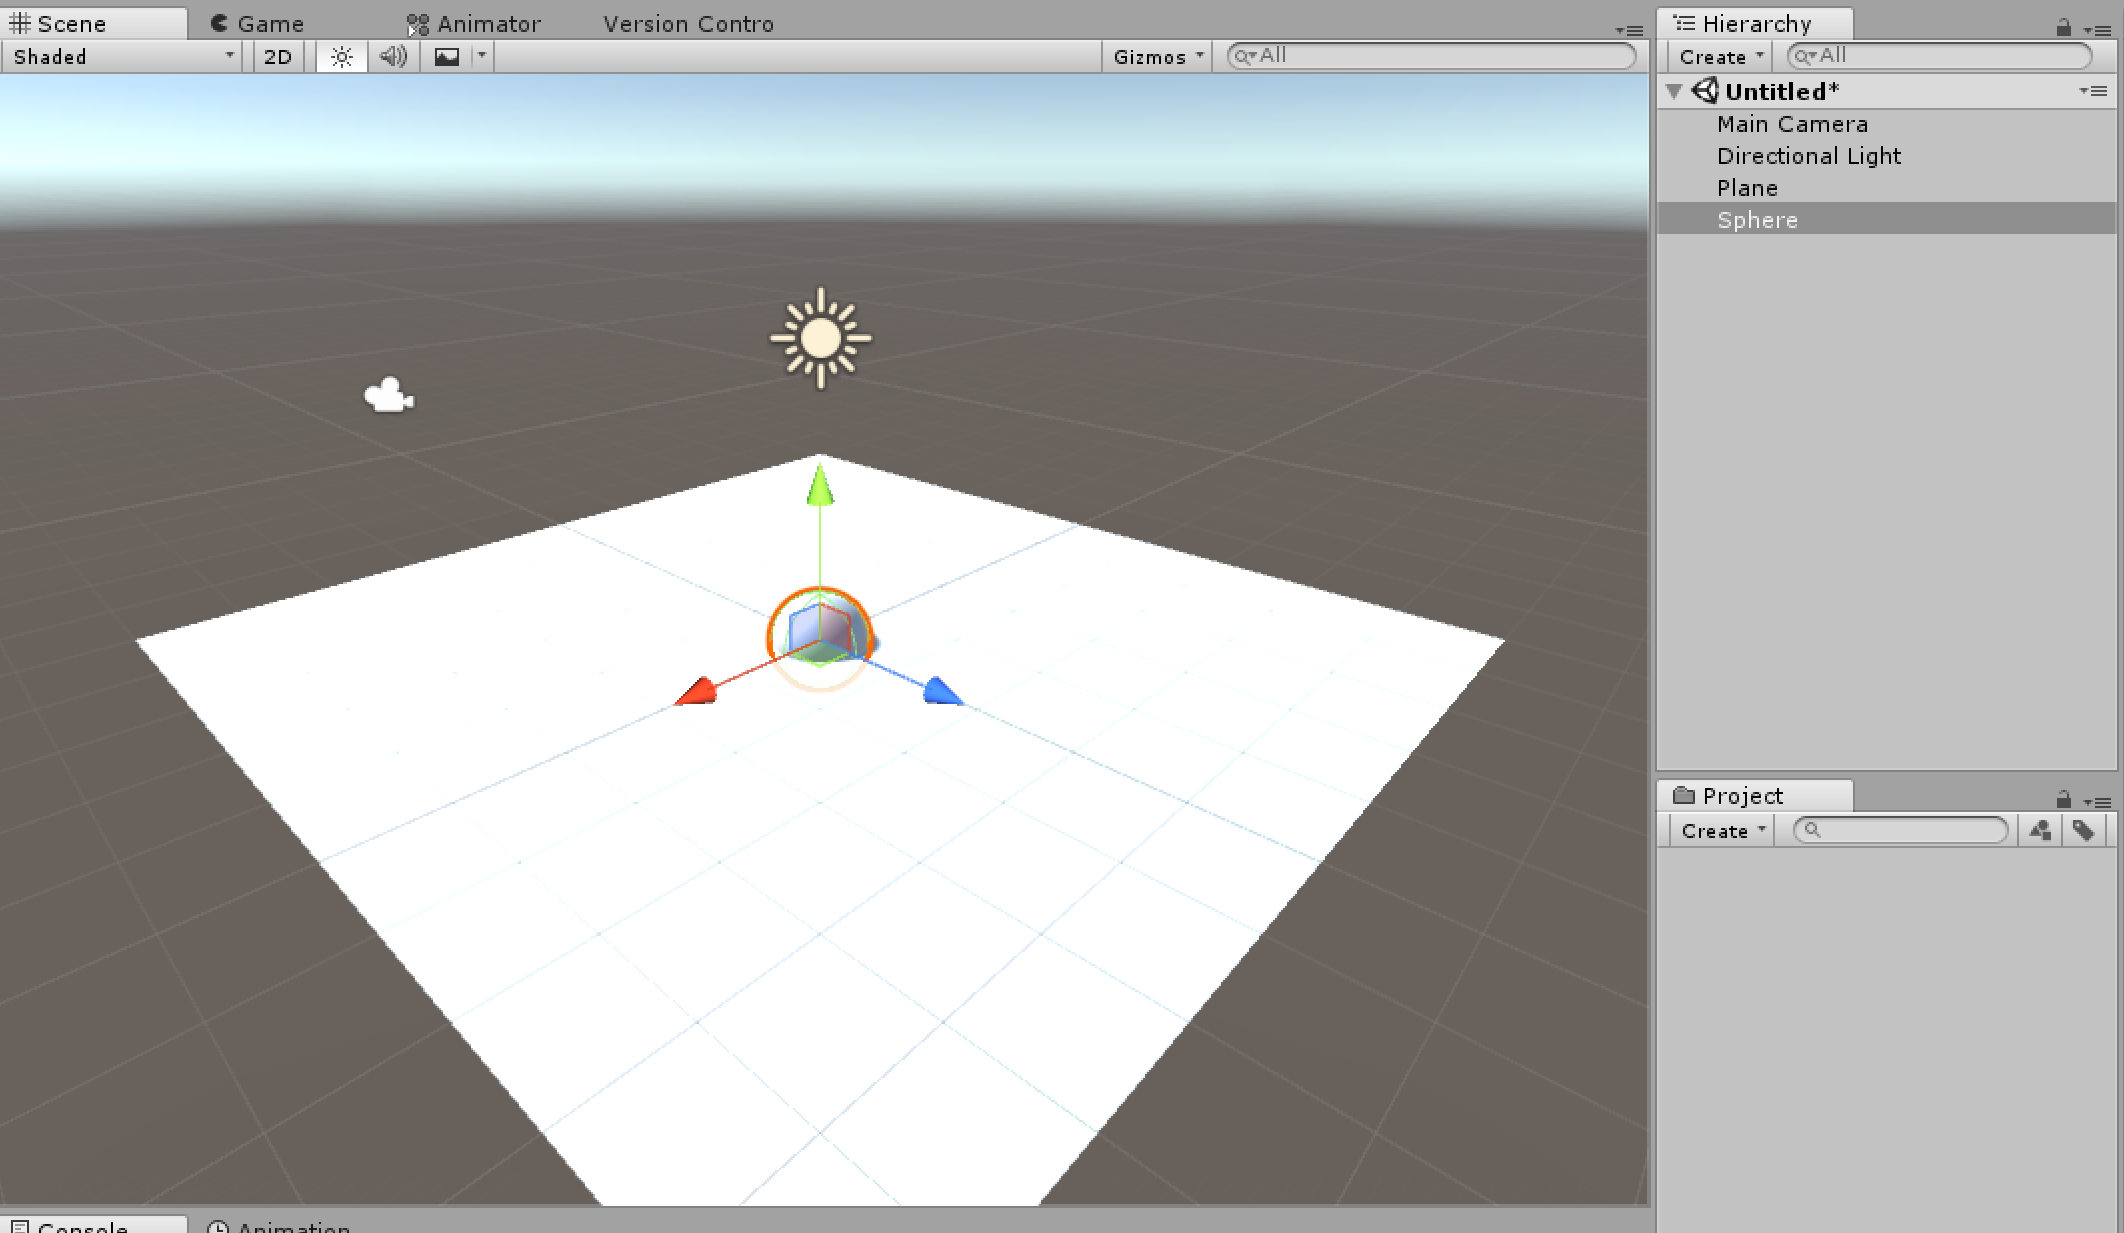 Scene Game Animator Version Contro
Shaded 2D Gizmos All
Hierarchy
Create All
Untitled*
Main Camera
Directional Light
Plane
Sphere
Project
Create
Console Animation